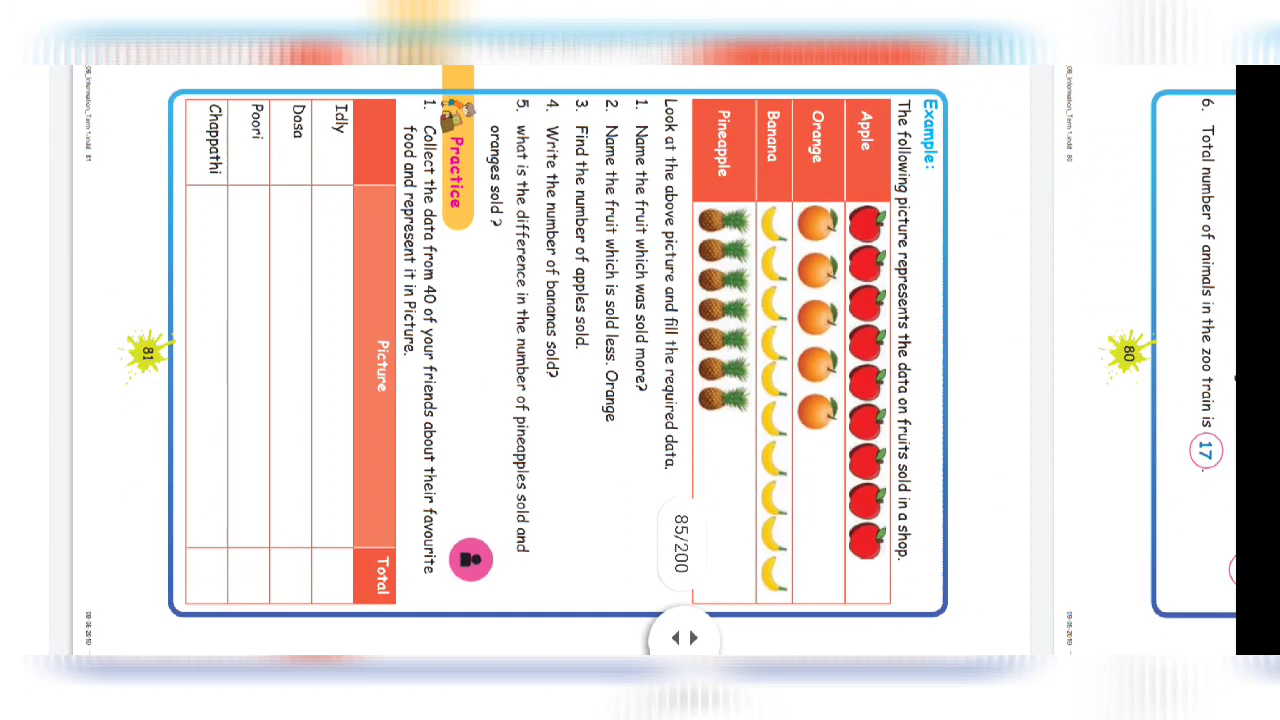 6. Total number of animals in the zoo train is 17.
80
Example:
The following picture represents the data on fruits sold in a shop.
Apple
Orange
Banana
Pineapple
Look at the above picture and fill the required data.
1. Name the fruit which was sold more?
2. Name the fruit which is sold less: Orange
3. Find the number of apples sold.
4. Write the number of bananas sold?
5. what is the difference in the number of pineapples sold and
oranges sold ?
Practice
1. Collect the data from 40 of your friends about their favourite
food and represent it in Picture.
Picture Total
Idly
Dosa
Poori
Chappathi
81
85/200